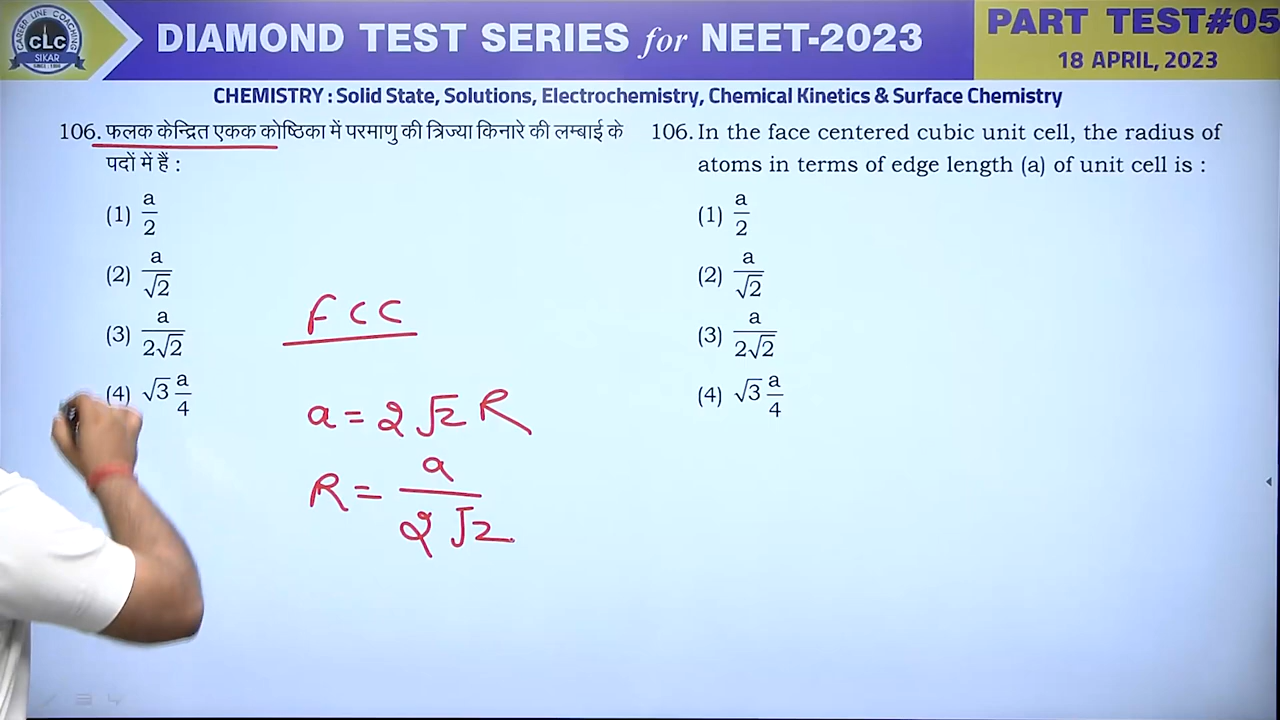 CAREER LINE COACHING
CLC
SIKAR
SINCE : 1996
DIAMOND TEST SERIES for NEET-2023
PART TEST#05
18 APRIL, 2023
CHEMISTRY : Solid State, Solutions, Electrochemistry, Chemical Kinetics & Surface Chemistry
106. फलक केन्द्रित एकक कोष्ठिका में परमाणु की त्रिज्या किनारे की लम्बाई के
पदों में हैं :
(1) a/2
(2) a/√2
(3) a/2√2
(4) √3 a/4
FCC
a = 2√2 R
R = a/2√2
106. In the face centered cubic unit cell, the radius of
atoms in terms of edge length (a) of unit cell is :
(1) a/2
(2) a/√2
(3) a/2√2
(4) √3 a/4